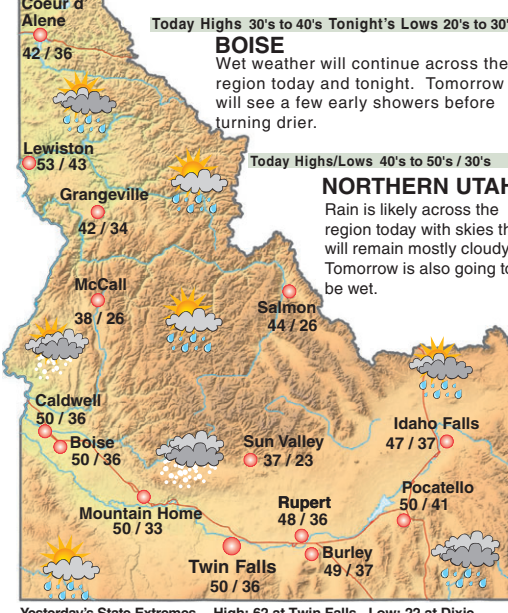 Coeur d'
Alene
42 / 36
Today Highs 30's to 40's Tonight's Lows 20's to 30'
BOISE
Wet weather will continue across the
region today and tonight. Tomorrow
will see a few early showers before
turning drier.
Lewiston
53 / 43
Today Highs/Lows 40's to 50's / 30's
NORTHERN UTAH
Rain is likely across the
region today with skies th
will remain mostly cloudy
Tomorrow is also going to
be wet.
Grangeville
42 / 34
McCall
38 / 26
Salmon
44 / 26
Caldwell
50 / 36
Boise
50 / 36
Sun Valley
37 / 23
Idaho Falls
47 / 37
Mountain Home
50 / 33
Rupert
48 / 36
Pocatello
50 / 41
Twin Falls
50 / 36
Burley
49 / 37
Yesterday's State Extremes - High: 62 at Twin Falls Low: 22 at Dixie